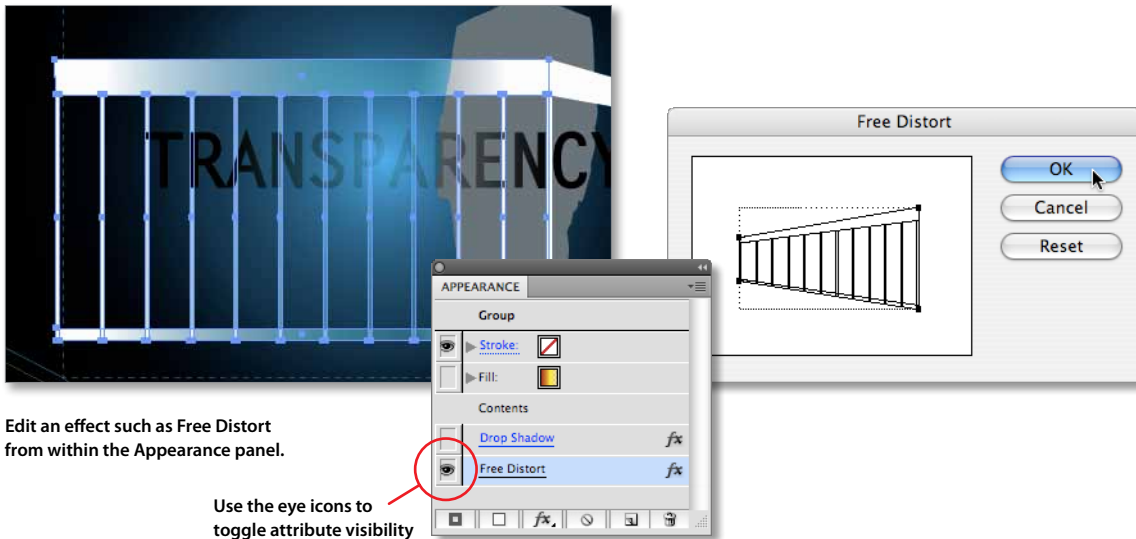 TRANSPARENCY
Free Distort
OK
Cancel
Reset
APPEARANCE
Group
Stroke:
Fill:
Contents
Drop Shadow fx
Free Distort fx
fx
Edit an effect such as Free Distort
from within the Appearance panel.
Use the eye icons to
toggle attribute visibility